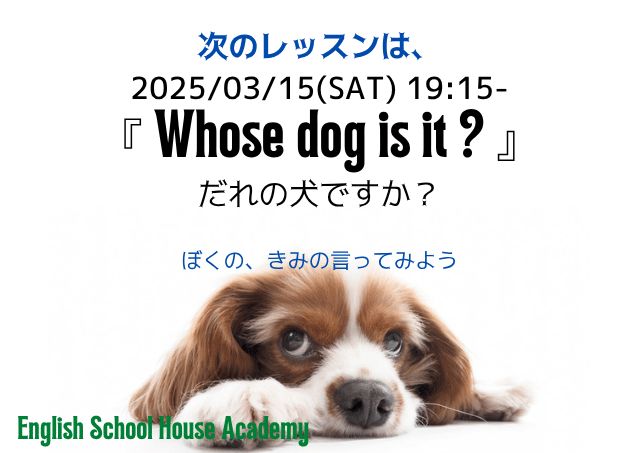 次のレッスンは、
2025/03/15(SAT) 19:15-
『 Whose dog is it ? 』
だれの犬ですか？
ぼくの、きみの言ってみよう
English School House Academy